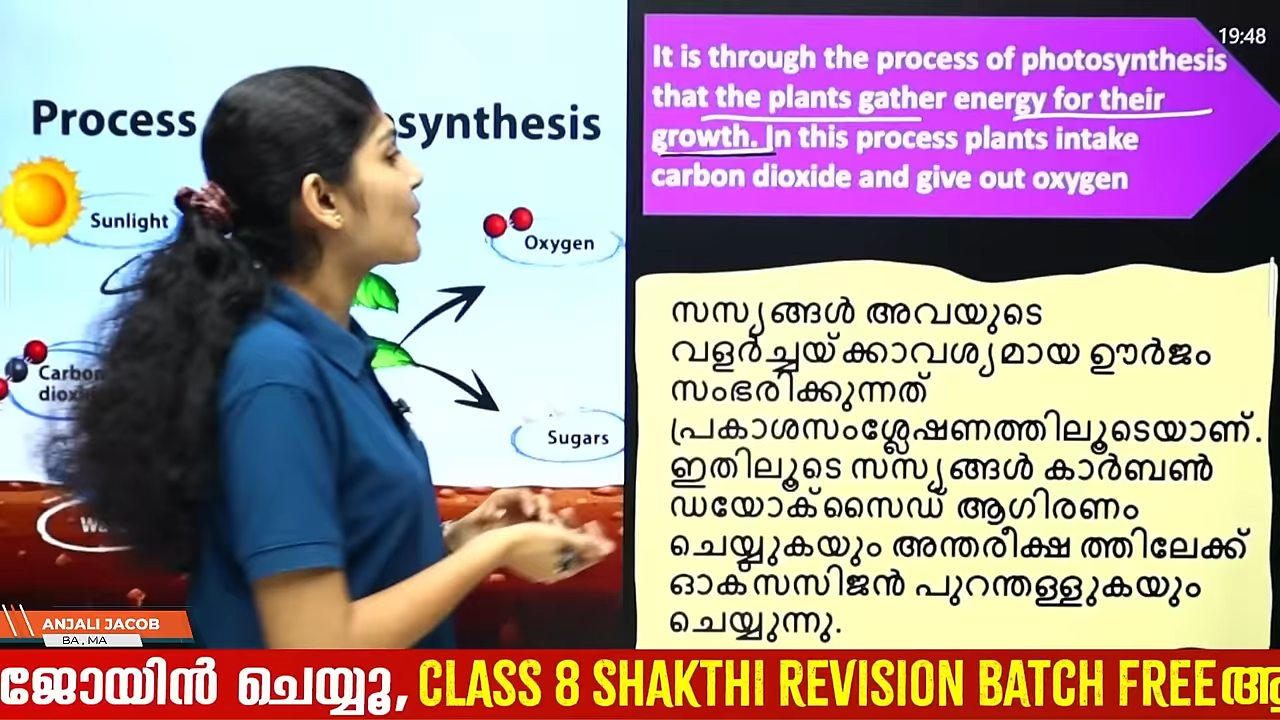 Process
synthesis
Sunlight
Oxygen
Carbon
dioxi
Sugars
19:48
It is through the process of photosynthesis
that the plants gather energy for their
growth. In this process plants intake
carbon dioxide and give out oxygen
സസ്യങ്ങൾ അവയുടെ
വളർച്ചയ്ക്കാവശ്യമായ ഊർജം
സംഭരിക്കുന്നത്
പ്രകാശസംശ്ലേഷണത്തിലൂടെയാണ്.
ഇതിലൂടെ സസ്യങ്ങൾ കാർബൺ
ഡയോക്സൈഡ് ആഗിരണം
ചെയ്യുകയും അന്തരീക്ഷ ത്തിലേക്ക്
ഓക്സസിജൻ പുറന്തള്ളുകയും
ചെയ്യുന്നു.
ANJALI JACOB
BA, MA
ജോയിൻ ചെയ്യൂ, CLASS 8 SHAKTHI REVISION BATCH FREE